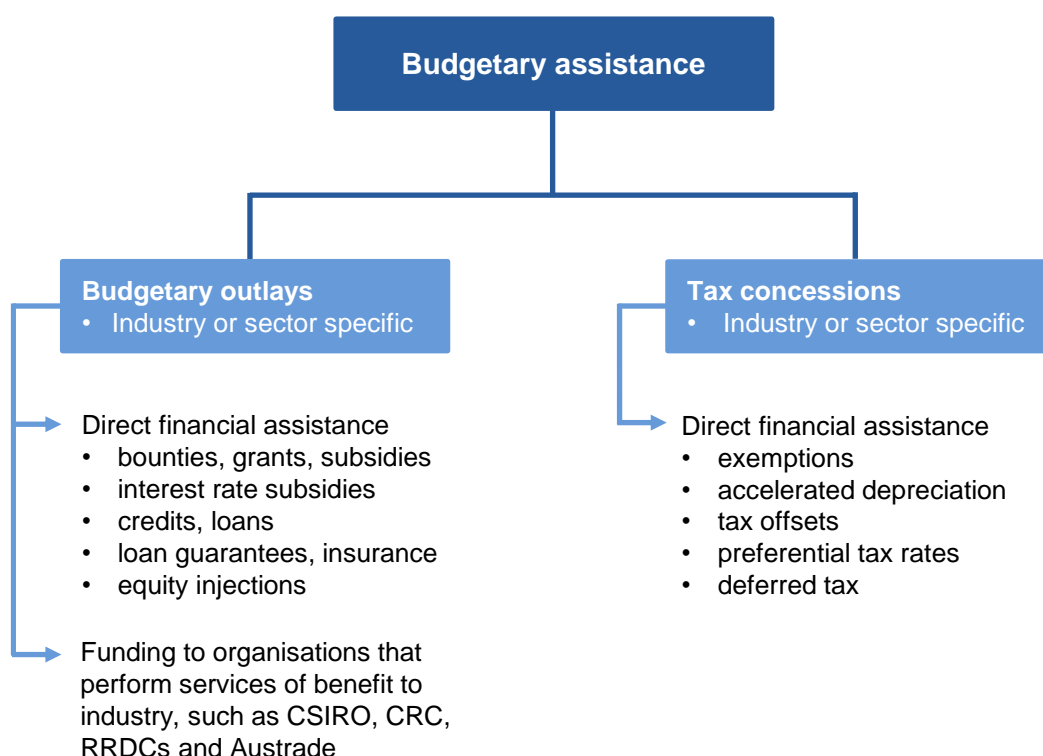 Budgetary assistance
Budgetary outlays
• Industry or sector specific
Direct financial assistance
• bounties, grants, subsidies
• interest rate subsidies
• credits, loans
• loan guarantees, insurance
• equity injections
Funding to organisations that
perform services of benefit to
industry, such as CSIRO, CRC,
RRDCs and Austrade
Tax concessions
• Industry or sector specific
Direct financial assistance
• exemptions
• accelerated depreciation
• tax offsets
• preferential tax rates
• deferred tax